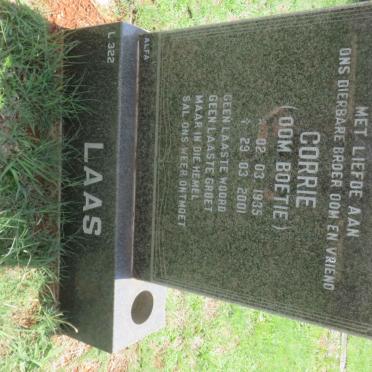 MET LIEFDE AAN
ONS DIERBARE BROER OOM EN VRIEND
CORRIE
( OOM BOETIE )
* 05 03 1935
† 29 03 2001
GEEN LAASTE WOORD
GEEN LAASTE GROET
MAAR IN DIE HEMEL
SAL ONS WEER ONTMOET
ALFA
L 322
LAAS